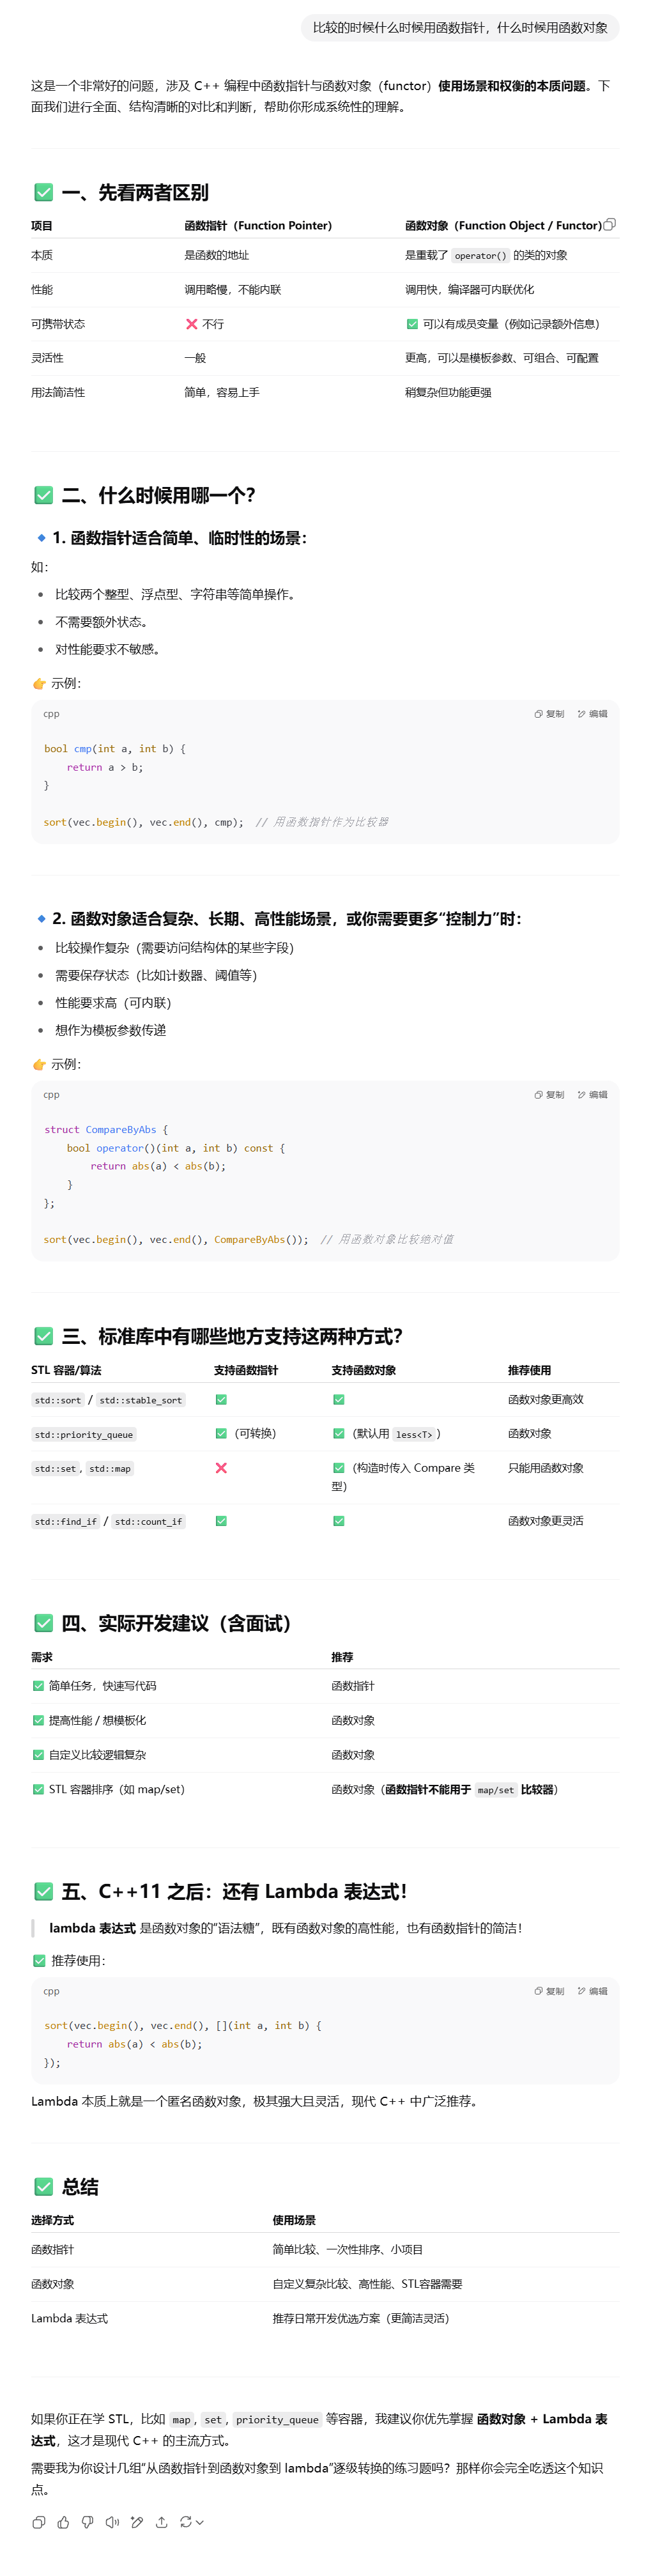 比较的时候什么时候用函数指针，什么时候用函数对象
这是一个非常好的问题，涉及 C++ 编程中函数指针与函数对象（functor）使用场景和权衡的本质问题。下
面我们进行全面、结构清晰的对比和判断，帮助你形成系统性的理解。
✅ 一、先看两者区别
项目 函数指针（Function Pointer） 函数对象（Function Object / Functor）
本质 是函数的地址 是重载了 operator() 的类的对象
性能 调用略慢，不能内联 调用快，编译器可内联优化
可携带状态 ❌ 不行 ✅ 可以有成员变量（例如记录额外信息）
灵活性 一般 更高，可以是模板参数、可组合、可配置
用法简洁性 简单，容易上手 稍复杂但功能更强
✅ 二、什么时候用哪一个？
🔹 1. 函数指针适合简单、临时性的场景：
如：
• 比较两个整型、浮点型、字符串等简单操作。
• 不需要额外状态。
• 对性能要求不敏感。
👉 示例：
cpp 复制 编辑
bool cmp(int a, int b) {
    return a > b;
}
sort(vec.begin(), vec.end(), cmp);  // 用函数指针作为比较器
🔹 2. 函数对象适合复杂、长期、高性能场景，或你需要更多“控制力”时：
• 比较操作复杂（需要访问结构体的某些字段）
• 需要保存状态（比如计数器、阈值等）
• 性能要求高（可内联）
• 想作为模板参数传递
👉 示例：
cpp 复制 编辑
struct CompareByAbs {
    bool operator()(int a, int b) const {
        return abs(a) < abs(b);
    }
};
sort(vec.begin(), vec.end(), CompareByAbs());  // 用函数对象比较绝对值
✅ 三、标准库中有哪些地方支持这两种方式？
STL 容器/算法 支持函数指针 支持函数对象 推荐使用
std::sort / std::stable_sort ✅ ✅ 函数对象更高效
std::priority_queue ✅（可转换） ✅（默认用 less<T>） 函数对象
std::set, std::map ❌ ✅（构造时传入 Compare 类 只能用函数对象
型）
std::find_if / std::count_if ✅ ✅ 函数对象更灵活
✅ 四、实际开发建议（含面试）
需求 推荐
✅ 简单任务，快速写代码 函数指针
✅ 提高性能 / 想模板化 函数对象
✅ 自定义比较逻辑复杂 函数对象
✅ STL 容器排序（如 map/set） 函数对象（函数指针不能用于 map/set 比较器）
✅ 五、C++11 之后：还有 Lambda 表达式！
lambda 表达式 是函数对象的“语法糖”，既有函数对象的高性能，也有函数指针的简洁！
✅ 推荐使用：
cpp 复制 编辑
sort(vec.begin(), vec.end(), [](int a, int b) {
    return abs(a) < abs(b);
});
Lambda 本质上就是一个匿名函数对象，极其强大且灵活，现代 C++ 中广泛推荐。
✅ 总结
选择方式 使用场景
函数指针 简单比较、一次性排序、小项目
函数对象 自定义复杂比较、高性能、STL容器需要
Lambda 表达式 推荐日常开发优选方案（更简洁灵活）
如果你正在学 STL，比如 map, set, priority_queue 等容器，我建议你优先掌握 函数对象 + Lambda 表
达式，这才是现代 C++ 的主流方式。
需要我为你设计几组“从函数指针到函数对象到 lambda”逐级转换的练习题吗？那样你会完全吃透这个知识
点。